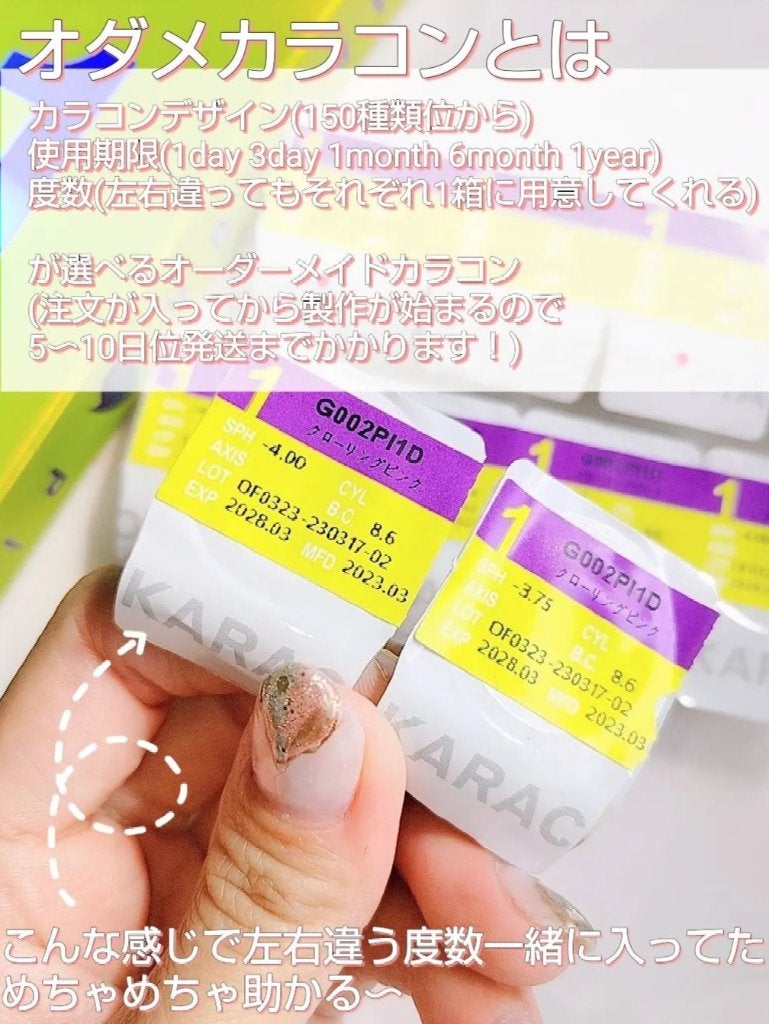 オダメカラコンとは
カラコンデザイン(150種類位から)
使用期限(1day 3day 1month 6month 1year)
度数(左右違ってもそれぞれ1箱に用意してくれる)
が選べるオーダーメイドカラコン
(注文が入ってから製作が始まるので
5〜10日位発送までかかります！)
1
G002PI1D
クローリングピンク
SPH -4.00 CYL
AXIS B.C. 8.6
LOT OF0323-230317-02
EXP 2028.03 MFD 2023.03
KARAC
1
G002PI1D
クローリングピンク
SPH -3.75 CYL
AXIS B.C. 8.6
LOT OF0323-230317-02
EXP 2028.03 MFD 2023.03
KARAC
1
G002PI1D
1
KAR
こんな感じで左右違う度数一緒に入ってた
めちゃめちゃ助かる〜